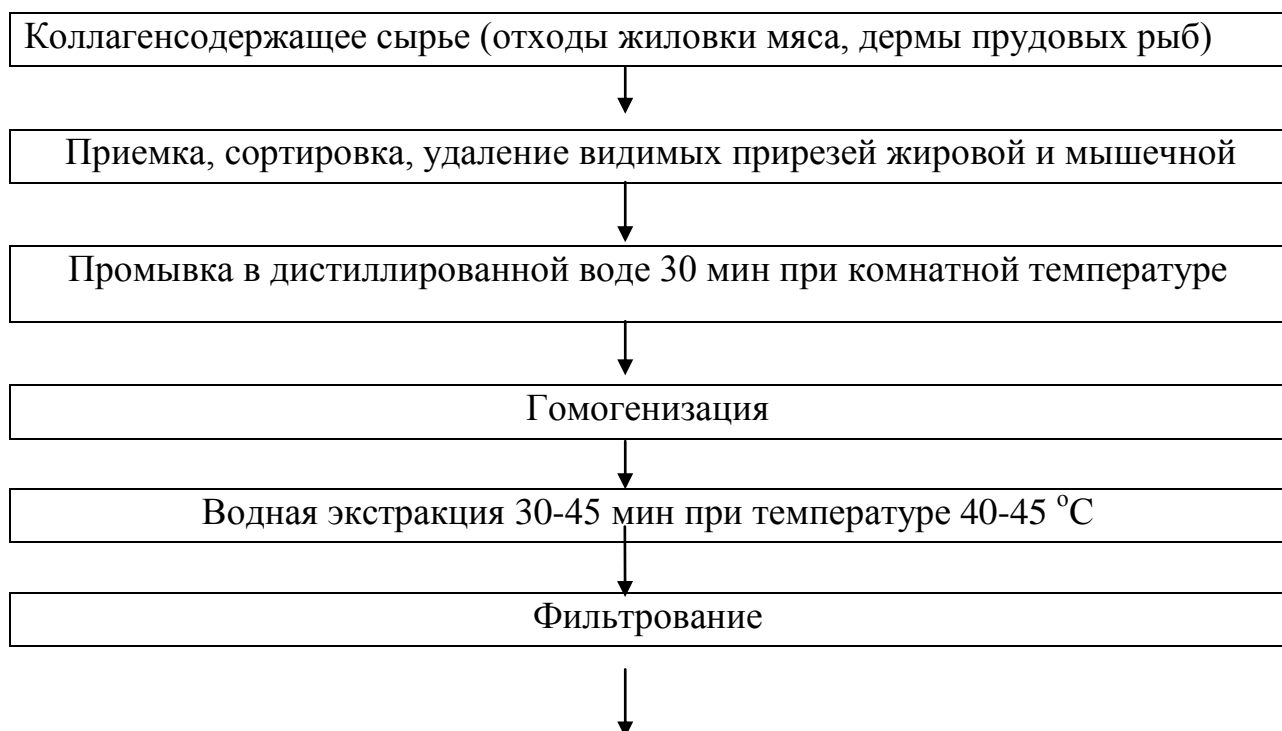 Коллагенсодержащее сырье (отходы жиловки мяса, дермы прудовых рыб)
Приемка, сортировка, удаление видимых прирезей жировой и мышечной
Промывка в дистиллированной воде 30 мин при комнатной температуре
Гомогенизация
Водная экстракция 30-45 мин при температуре 40-45 °С
Фильтрование